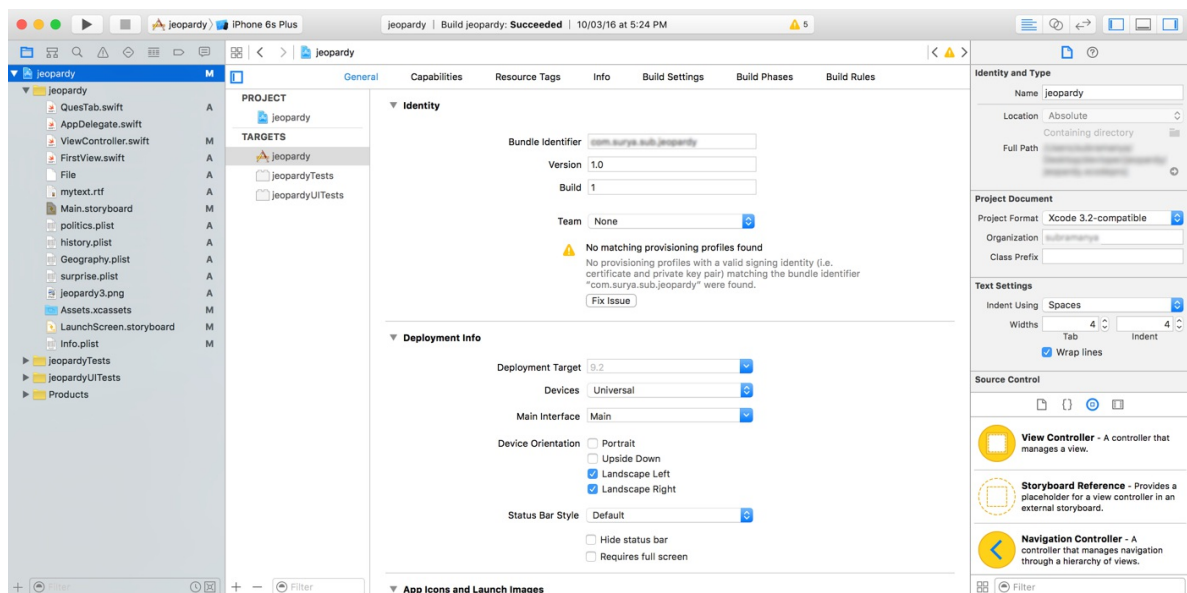 jeopardy
iPhone 6s Plus
jeopardy | Build jeopardy: Succeeded | 10/03/16 at 5:24 PM
5
jeopardy M
jeopardy
QuesTab.swift A
AppDelegate.swift
ViewController.swift M
FirstView.swift A
File A
mytext.rtf A
Main.storyboard M
politics.plist A
history.plist A
Geography.plist A
surprise.plist A
jeopardy3.png A
Assets.xcassets M
LaunchScreen.storyboard M
Info.plist M
jeopardyTests
jeopardyUITests
Products
Filter
jeopardy
General Capabilities Resource Tags Info Build Settings Build Phases Build Rules
PROJECT
jeopardy
TARGETS
jeopardy
jeopardyTests
jeopardyUITests
Filter
Identity
Bundle Identifier com.surya.sub.jeopardy
Version 1.0
Build 1
Team None
No matching provisioning profiles found
No provisioning profiles with a valid signing identity (i.e.
certificate and private key pair) matching the bundle identifier
“com.surya.sub.jeopardy” were found.
Fix Issue
Deployment Info
Deployment Target 9.2
Devices Universal
Main Interface Main
Device Orientation Portrait
Upside Down
Landscape Left
Landscape Right
Status Bar Style Default
Hide status bar
Requires full screen
App Icons and Launch Images
Identity and Type
Name jeopardy
Location Absolute
Containing directory
Full Path
Project Document
Project Format Xcode 3.2-compatible
Organization subramanya
Class Prefix
Text Settings
Indent Using Spaces
Widths 4 4
Tab Indent
Wrap lines
Source Control
{}
View Controller - A controller that
manages a view.
Storyboard Reference - Provides a
placeholder for a view controller in an
external storyboard.
Navigation Controller - A
controller that manages navigation
through a hierarchy of views.
Filter